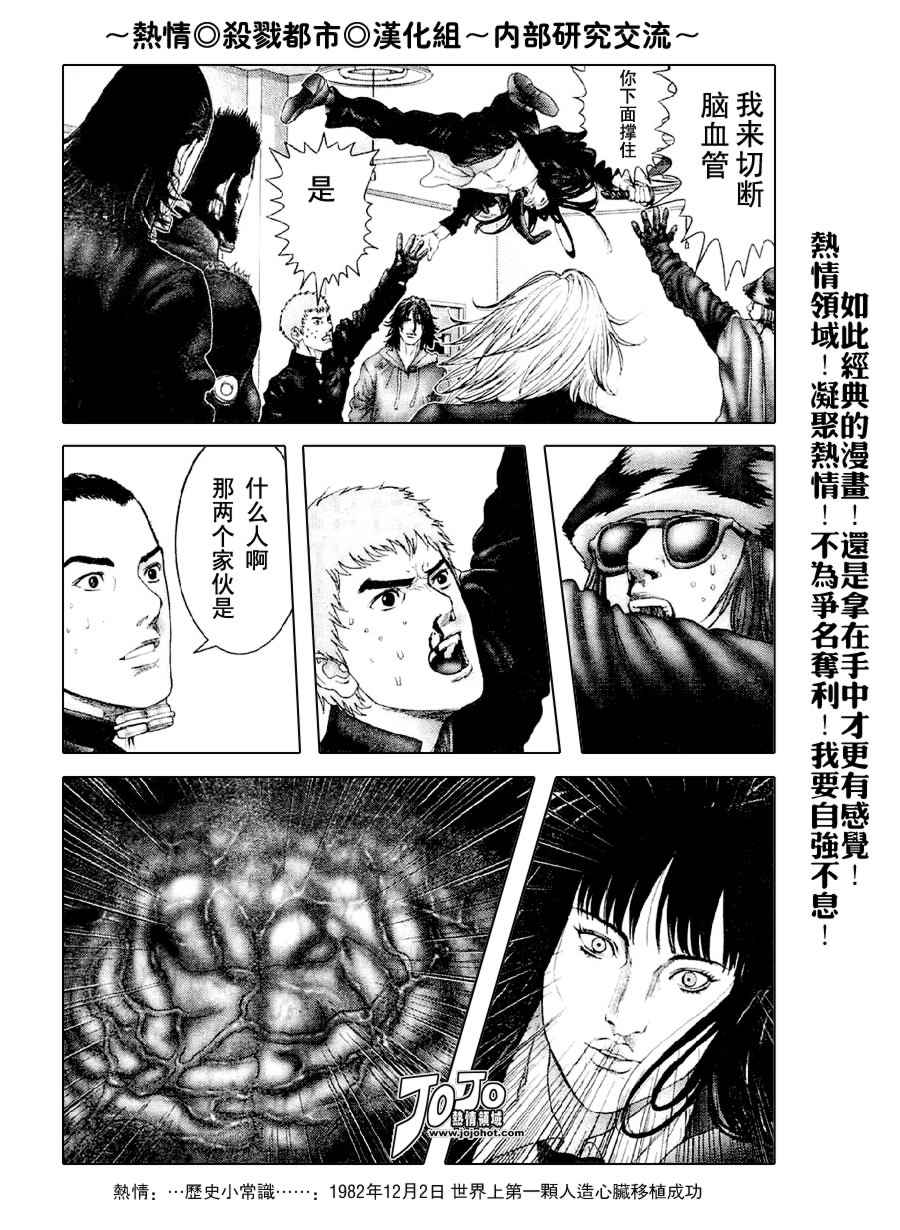 ～熱情◎殺戮都市◎漢化組～内部研究交流～
我来切断
脑血管
你下面撑住
是
什么人啊
那两个家伙是
如此經典的漫畫！還是拿在手中才更有感覺！
熱情領域！凝聚熱情！不為爭名奪利！我要自強不息！
JOJO
熱情領域
www.jojohot.com
熱情：…歷史小常識……：1982年12月2日 世界上第一顆人造心臟移植成功